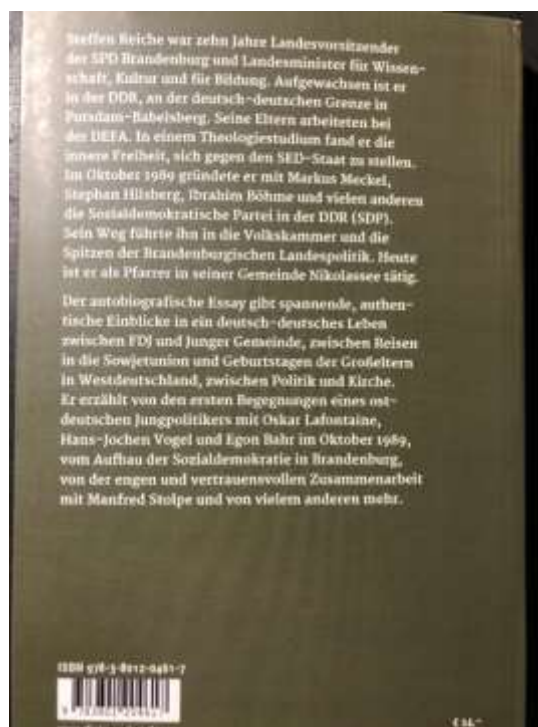 Steffen Reiche war zehn Jahre Landesvorsitzender
der SPD Brandenburg und Landesminister für Wissen-
schaft, Kultur und für Bildung. Aufgewachsen ist er
in der DDR, an der deutsch-deutschen Grenze in
Potsdam-Babelsberg. Seine Eltern arbeiteten bei
der DEFA. In einem Theologiestudium fand er die
innere Freiheit, sich gegen den SED-Staat zu stellen.
Im Oktober 1989 gründete er mit Markus Meckel,
Stephan Hilsberg, Ibrahim Böhme und vielen anderen
die Sozialdemokratische Partei in der DDR (SDP).
Sein Weg führte ihn in die Volkskammer und die
Spitzen der Brandenburgischen Landespolitik. Heute
ist er als Pfarrer in seiner Gemeinde Nikolassee tätig.
Der autobiografische Essay gibt spannende, authen-
tische Einblicke in ein deutsch-deutsches Leben
zwischen FDJ und Junger Gemeinde, zwischen Reisen
in die Sowjetunion und Geburtstagen der Großeltern
in Westdeutschland, zwischen Politik und Kirche.
Er erzählt von den ersten Begegnungen eines ost-
deutschen Jungpolitikers mit Oskar Lafontaine,
Hans-Jochen Vogel und Egon Bahr im Oktober 1989,
vom Aufbau der Sozialdemokratie in Brandenburg,
von der engen und vertrauensvollen Zusammenarbeit
mit Manfred Stolpe und von vielem anderen mehr.
ISBN 978-3-8012-0461-7